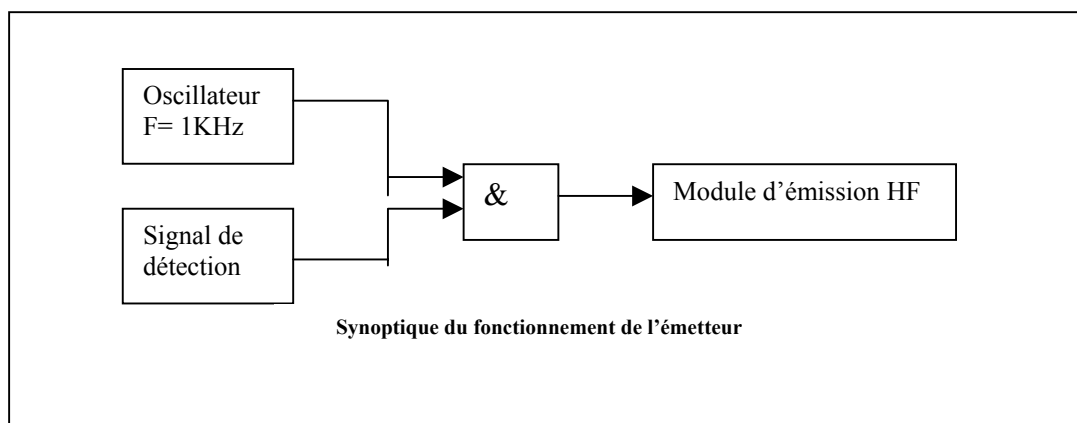 Oscillateur
F= 1KHz
&
Module d'émission HF
Signal de
détection
Synoptique du fonctionnement de l'émetteur